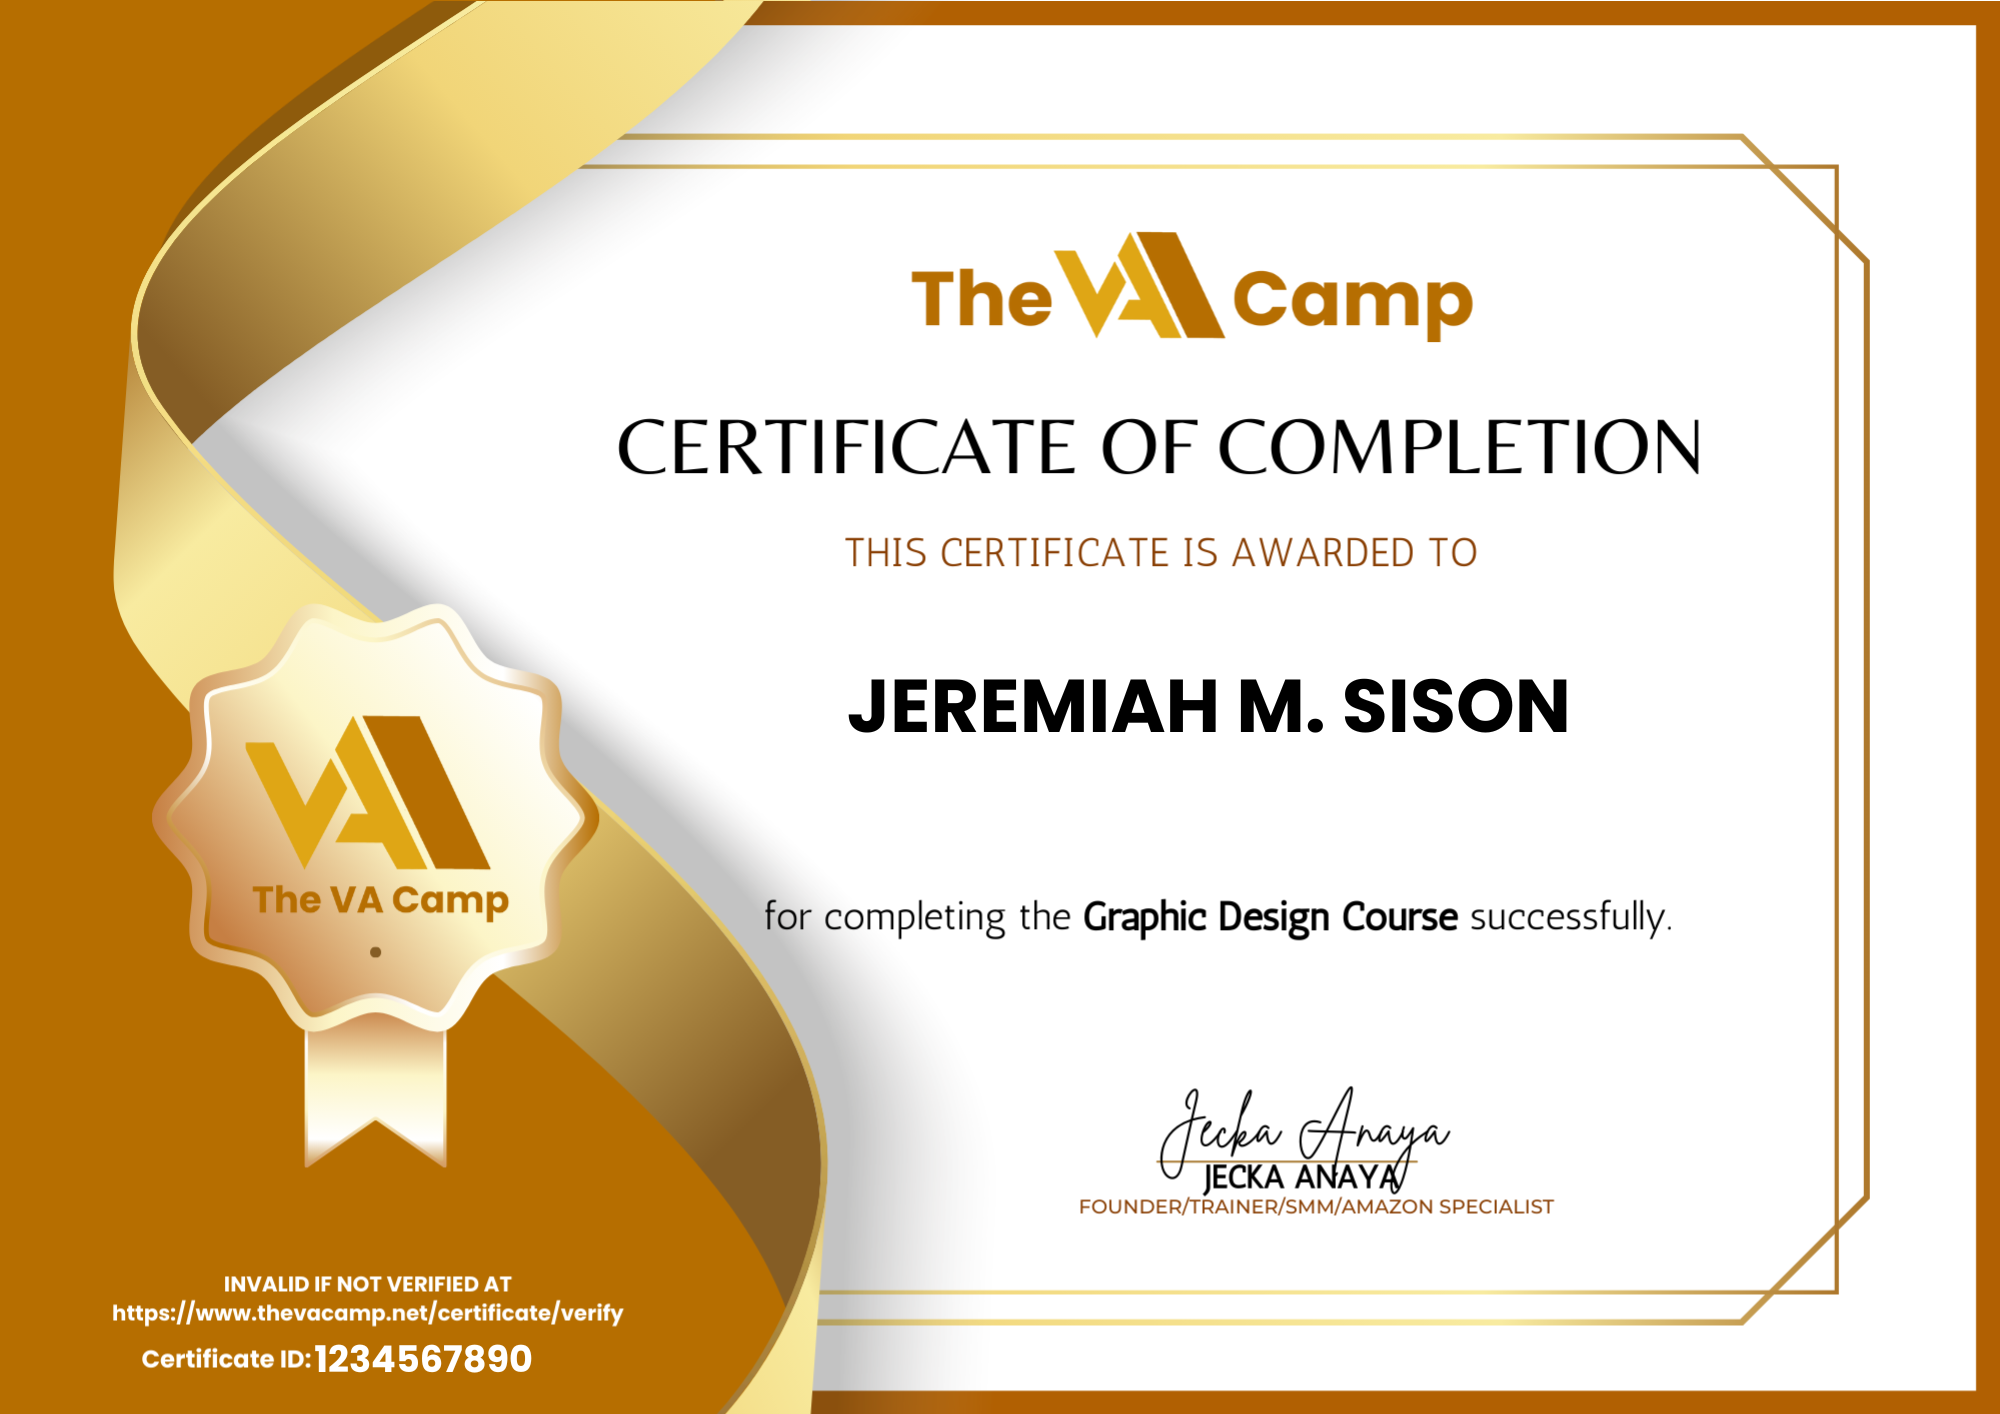 The VA Camp
CERTIFICATE OF COMPLETION
THIS CERTIFICATE IS AWARDED TO
JEREMIAH M. SISON
for completing the Graphic Design Course successfully.
Jecka Anaya
JECKA ANAYA
FOUNDER/TRAINER/SMM/AMAZON SPECIALIST
VA
The VA Camp
INVALID IF NOT VERIFIED AT
https://www.thevacamp.net/certificate/verify
Certificate ID: 1234567890